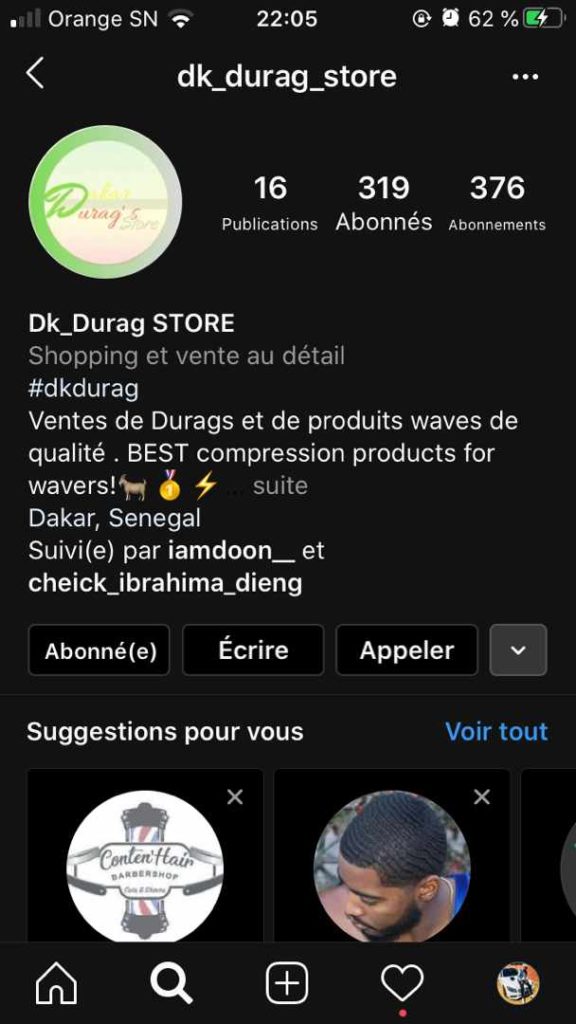 Orange SN 22:05 62 %
dk_durag_store
Dakar
Durag's
Store
16 319 376
Publications Abonnés Abonnements
Dk_Durag STORE
Shopping et vente au détail
#dkdurag
Ventes de Durags et de produits waves de
qualité . BEST compression products for
wavers!🐐🥇⚡ ... suite
Dakar, Senegal
Suivi(e) par iamdoon__ et
cheick_ibrahima_dieng
Abonné(e) Écrire Appeler
Suggestions pour vous Voir tout
Conten'Hair
BARBERSHOP
Cuts & Shaves